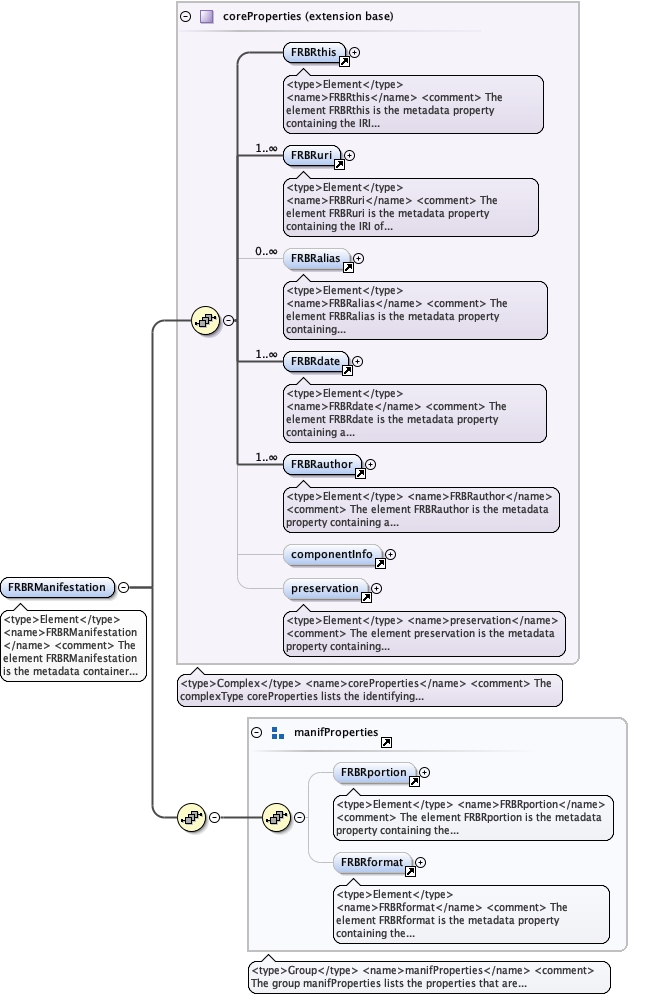 coreProperties (extension base)
FRBRthis
<type>Element</type>
<name>FRBRthis</name> <comment> The
element FRBRthis is the metadata property
containing the IRI...
1..∞
FRBRuri
<type>Element</type>
<name>FRBRuri</name> <comment> The
element FRBRuri is the metadata property
containing the IRI of...
0..∞
FRBRalias
<type>Element</type>
<name>FRBRalias</name> <comment> The
element FRBRalias is the metadata property
containing...
1..∞
FRBRdate
<type>Element</type>
<name>FRBRdate</name> <comment> The
element FRBRdate is the metadata property
containing a...
1..∞
FRBRauthor
<type>Element</type> <name>FRBRauthor</name>
<comment> The element FRBRauthor is the metadata
property containing a...
componentInfo
preservation
<type>Element</type> <name>preservation</name>
<comment> The element preservation is the metadata
property containing...
FRBRManifestation
<type>Element</type>
<name>FRBRManifestation
</name> <comment> The
element FRBRManifestation
is the metadata container...
<type>Complex</type> <name>coreProperties</name> <comment> The
complexType coreProperties lists the identifying...
manifProperties
FRBRportion
<type>Element</type> <name>FRBRportion</name>
<comment> The element FRBRportion is the metadata
property containing the...
FRBRformat
<type>Element</type>
<name>FRBRformat</name> <comment> The
element FRBRformat is the metadata property
containing the...
<type>Group</type> <name>manifProperties</name> <comment>
The group manifProperties lists the properties that are...